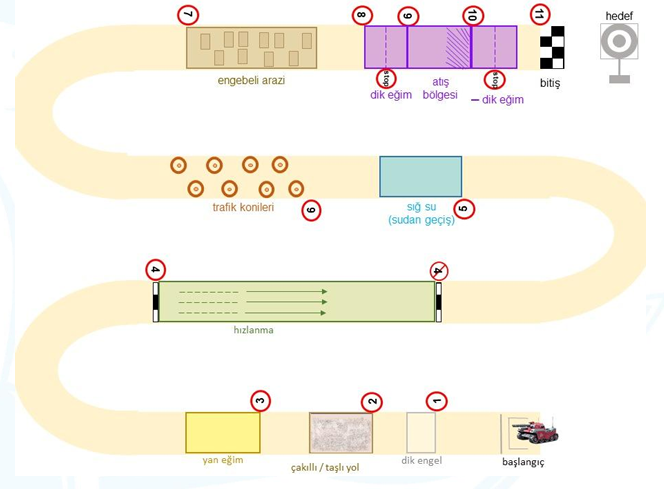 7
8
9
10
11
hedef
engebeli arazi
stop
dik eğim
atış
bölgesi
stop
– dik eğim
bitiş
trafik konileri
6
sığ su
(sudan geçiş)
5
4
4
hızlanma
3
2
1
yan eğim
çakıllı / taşlı yol
dik engel
başlangıç